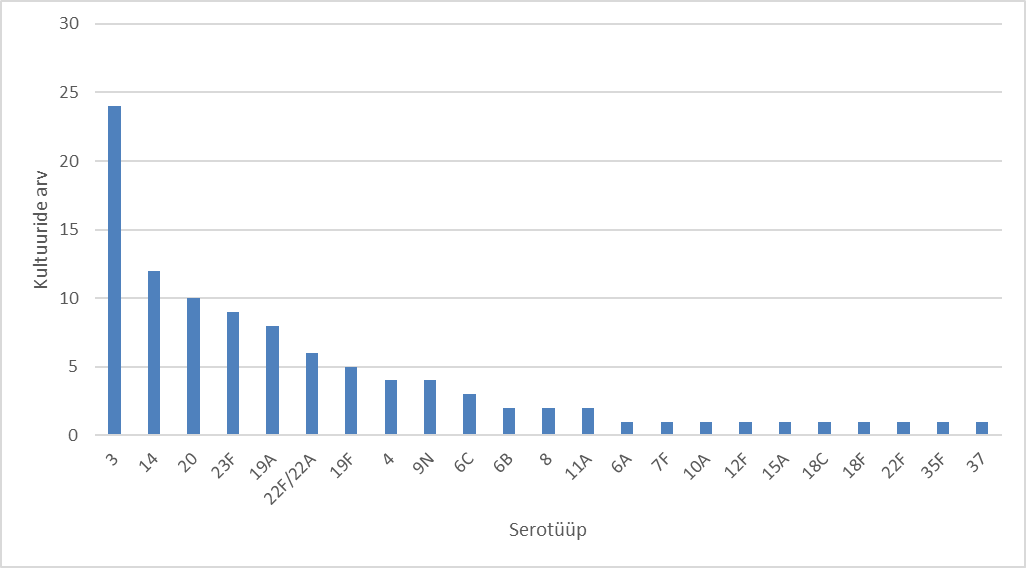 30
25
20
15
10
5
0
Kultuuride arv
3
14
20
23F
19A
22F/22A
19F
4
9N
6C
6B
8
11A
6A
7F
10A
12F
15A
18C
18F
22F
35F
37
Serotüüp